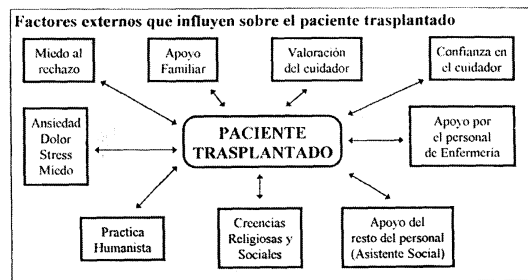 Factores externos que influyen sobre el paciente trasplantado
Miedo al
rechazo
Apoyo
Familiar
Valoración
del cuidador
Confianza en
el cuidador
Ansiedad
Dolor
Stress
Miedo
PACIENTE
TRASPLANTADO
Apoyo por
el personal
de Enfermería
Practica
Humanista
Creencias
Religiosas y
Sociales
Apoyo del
resto del personal
(Asistente Social)